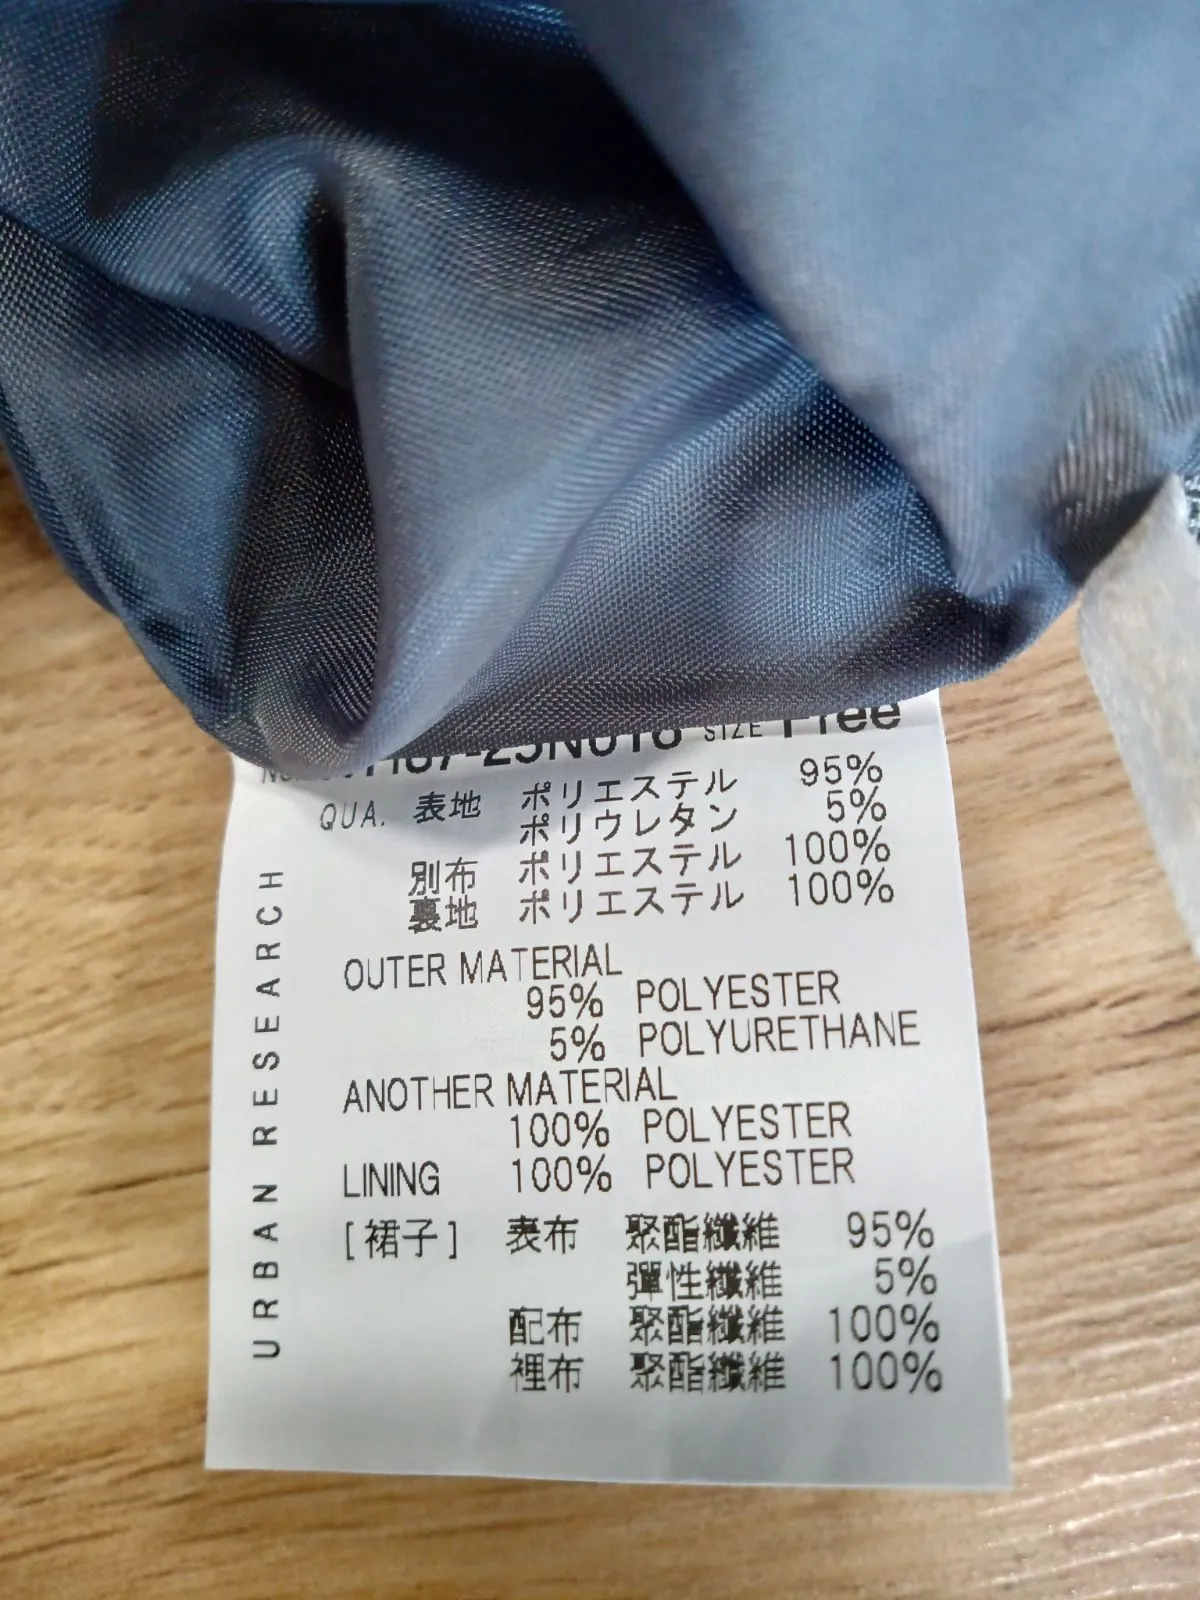 SIZE Free
QUA. 表地 ポリエステル 95%
ポリウレタン 5%
別布 ポリエステル 100%
裏地 ポリエステル 100%
OUTER MATERIAL
95% POLYESTER
5% POLYURETHANE
ANOTHER MATERIAL
100% POLYESTER
LINING 100% POLYESTER
[裙子] 表布 聚酯纖維 95%
彈性纖維 5%
配布 聚酯纖維 100%
裡布 聚酯纖維 100%
URBAN RESEARCH